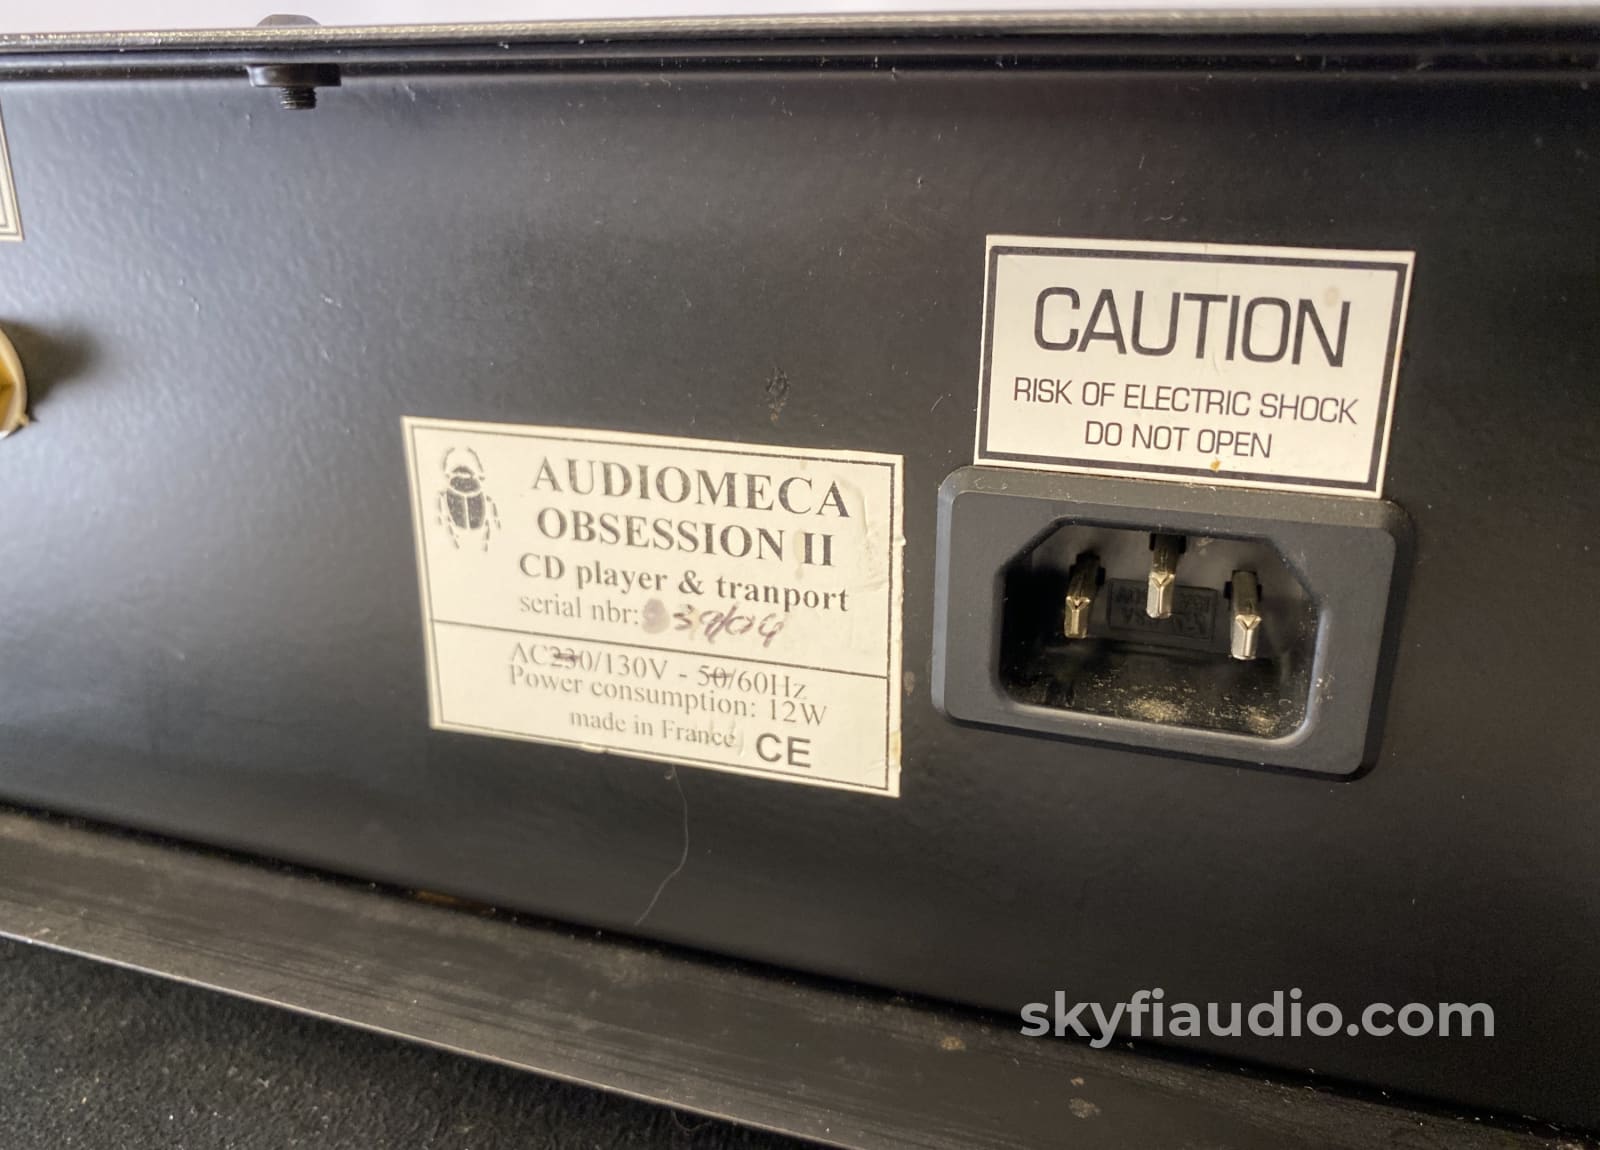 CAUTION
RISK OF ELECTRIC SHOCK
DO NOT OPEN
AUDIOMECA
OBSESSION II
CD player & tranport
serial nbr:
AC230/130V - 50/60Hz
Power consumption: 12W
made in France
CE
skyfiaudio.com